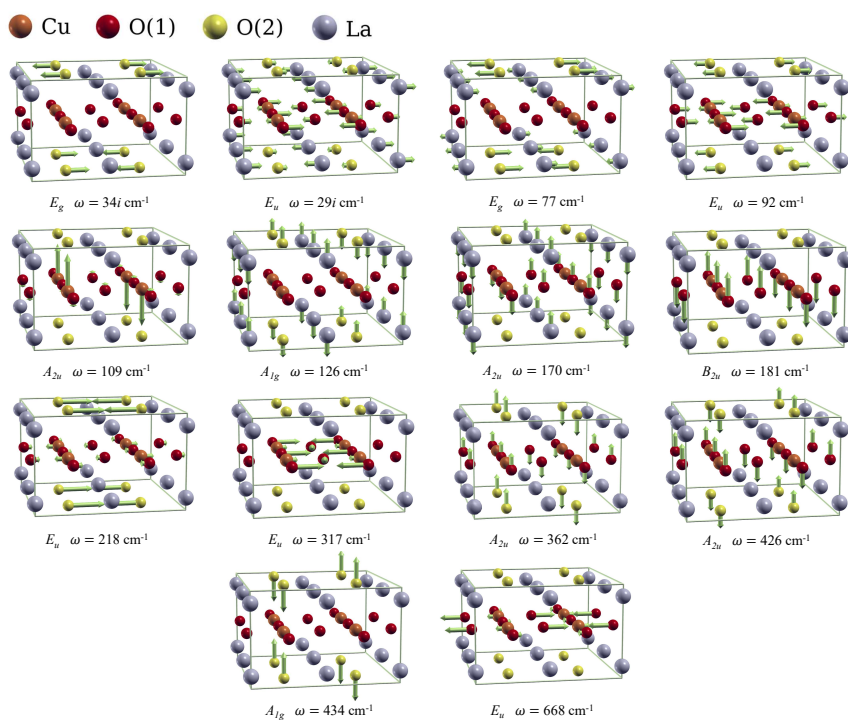 Cu O(1) O(2) La
E_g ω = 34i cm⁻¹ E_u ω = 29i cm⁻¹ E_g ω = 77 cm⁻¹ E_u ω = 92 cm⁻¹
A_2u ω = 109 cm⁻¹ A_1g ω = 126 cm⁻¹ A_2u ω = 170 cm⁻¹ B_2u ω = 181 cm⁻¹
E_u ω = 218 cm⁻¹ E_u ω = 317 cm⁻¹ A_2u ω = 362 cm⁻¹ A_2u ω = 426 cm⁻¹
A_1g ω = 434 cm⁻¹ E_u ω = 668 cm⁻¹